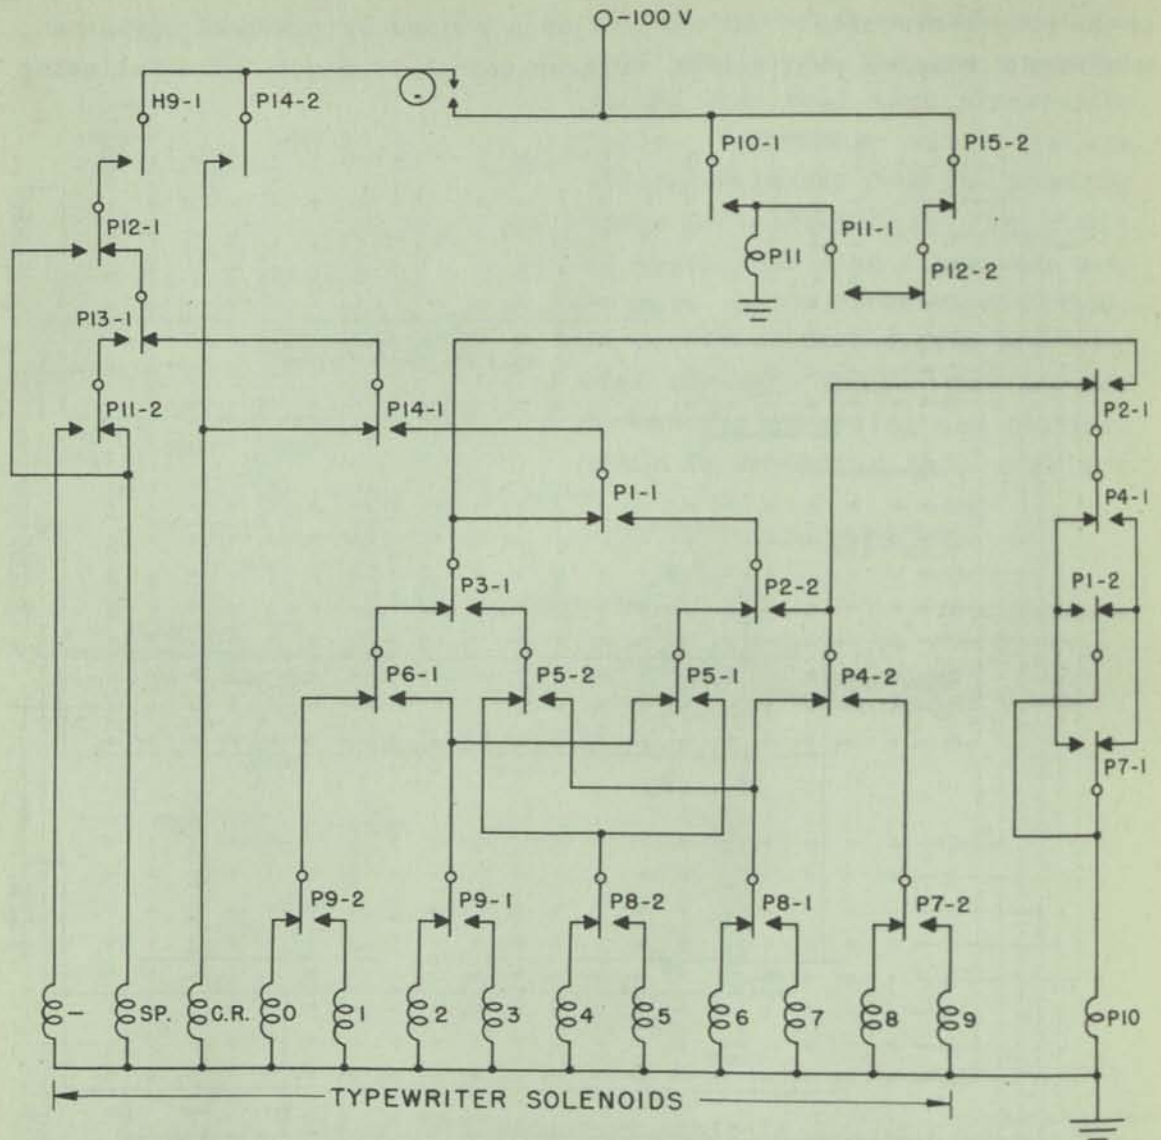 -100 V
H9-1
P14-2
P10-1
P15-2
P12-1
P11-1
P11
P12-2
P13-1
P11-2
P14-1
P2-1
P1-1
P4-1
P3-1
P2-2
P1-2
P6-1
P5-2
P5-1
P4-2
P7-1
P9-2
P9-1
P8-2
P8-1
P7-2
—
SP.
C.R.
0
1
2
3
4
5
6
7
8
9
P10
TYPEWRITER SOLENOIDS